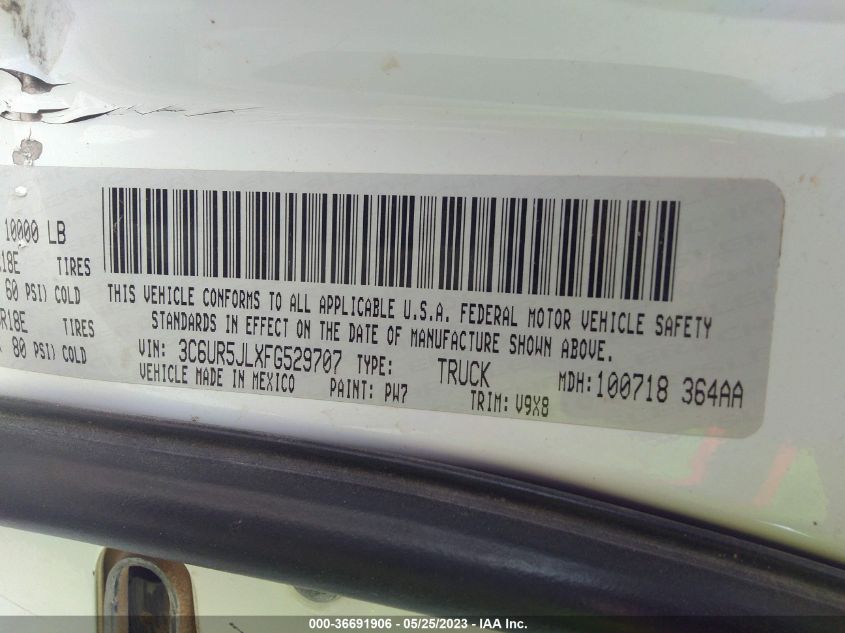 10000 LB
R18E TIRES
60 PSI) COLD
R18E TIRES
80 PSI) COLD
THIS VEHICLE CONFORMS TO ALL APPLICABLE U.S.A. FEDERAL MOTOR VEHICLE SAFETY
STANDARDS IN EFFECT ON THE DATE OF MANUFACTURE SHOWN ABOVE.
VIN: 3C6UR5JLXFG529707 TYPE: TRUCK MDH:100718 364AA
VEHICLE MADE IN MEXICO PAINT: PW7 TRIM: V9X8
000-36691906 - 05/25/2023 - IAA Inc.